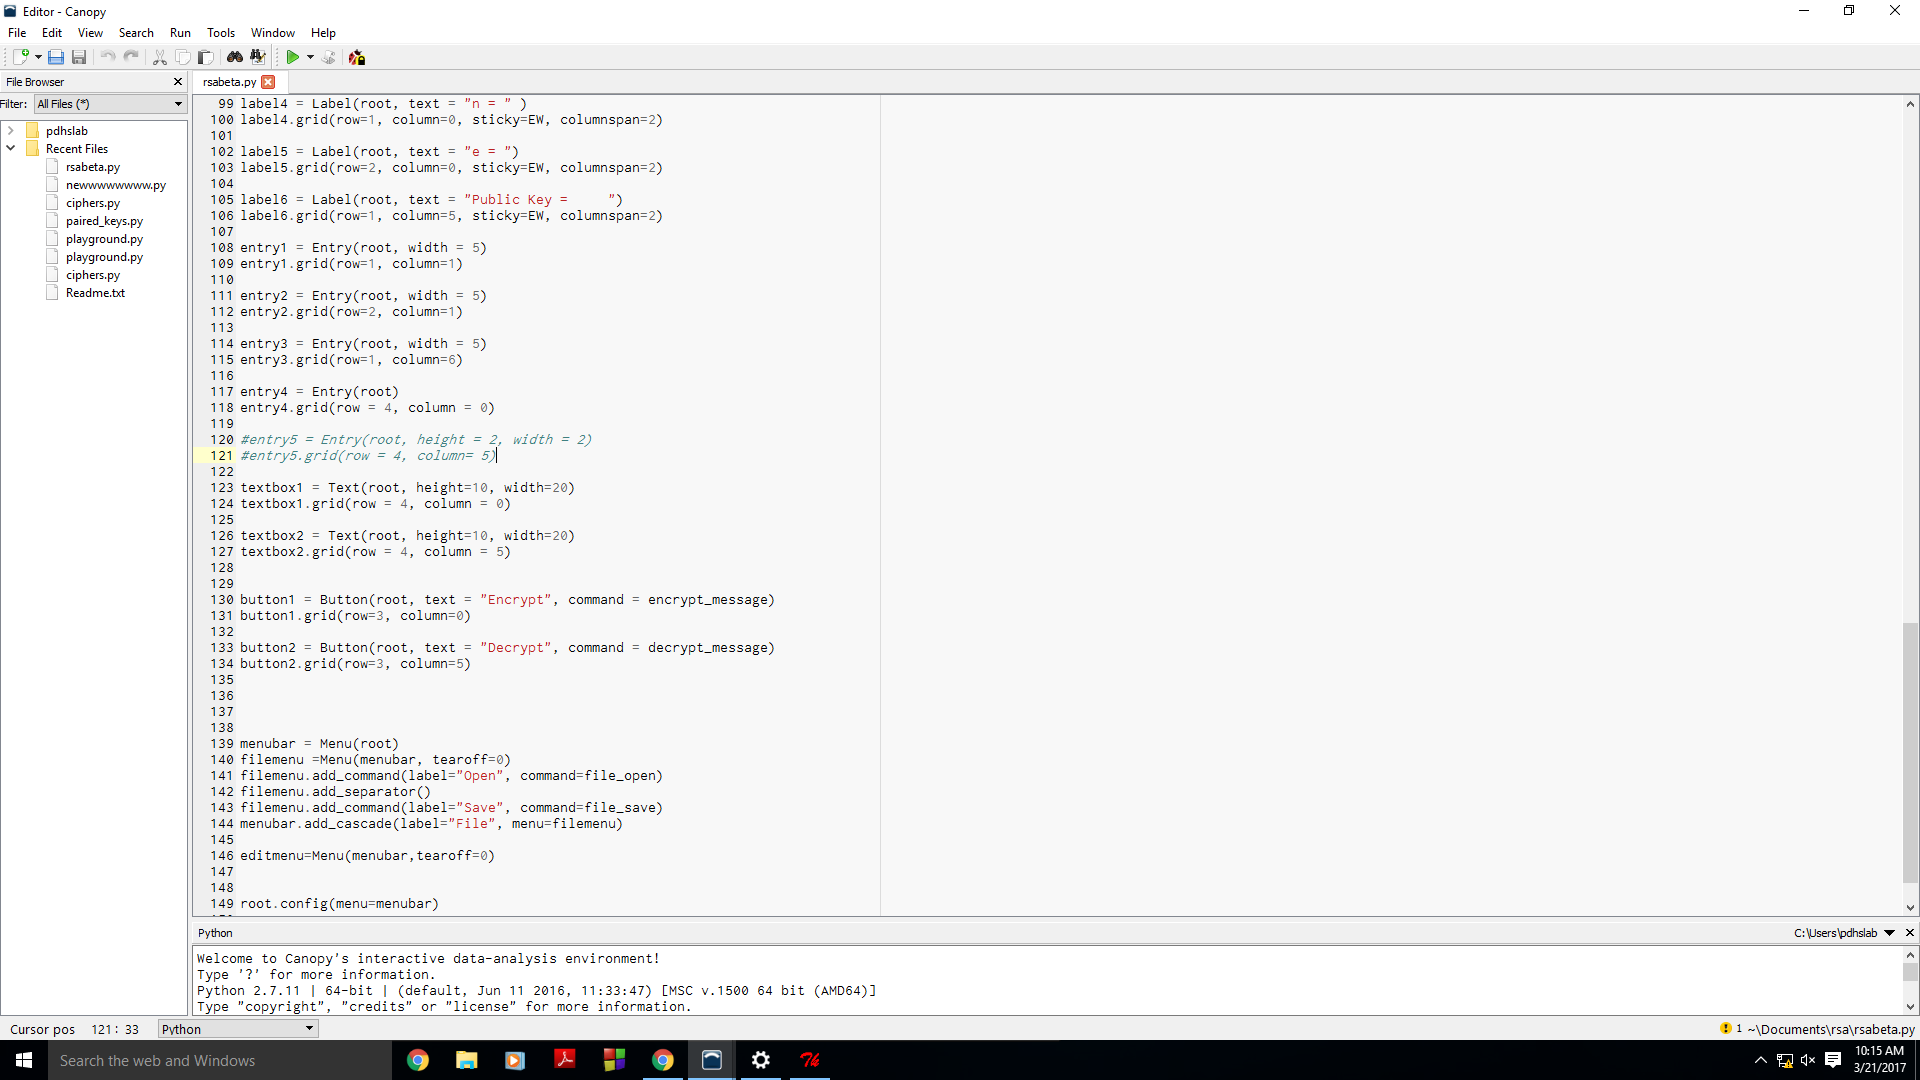 Editor - Canopy
File Edit View Search Run Tools Window Help
File Browser
rsabeta.py
Filter: All Files (*)
pdhslab
Recent Files
rsabeta.py
newwwwwwww.py
ciphers.py
paired_keys.py
playground.py
playground.py
ciphers.py
Readme.txt
99 label4 = Label(root, text = "n = " )
100 label4.grid(row=1, column=0, sticky=EW, columnspan=2)
101
102 label5 = Label(root, text = "e = ")
103 label5.grid(row=2, column=0, sticky=EW, columnspan=2)
104
105 label6 = Label(root, text = "Public Key =     ")
106 label6.grid(row=1, column=5, sticky=EW, columnspan=2)
107
108 entry1 = Entry(root, width = 5)
109 entry1.grid(row=1, column=1)
110
111 entry2 = Entry(root, width = 5)
112 entry2.grid(row=2, column=1)
113
114 entry3 = Entry(root, width = 5)
115 entry3.grid(row=1, column=6)
116
117 entry4 = Entry(root)
118 entry4.grid(row = 4, column = 0)
119
120 #entry5 = Entry(root, height = 2, width = 2)
121 #entry5.grid(row = 4, column= 5)
122
123 textbox1 = Text(root, height=10, width=20)
124 textbox1.grid(row = 4, column = 0)
125
126 textbox2 = Text(root, height=10, width=20)
127 textbox2.grid(row = 4, column = 5)
128
129
130 button1 = Button(root, text = "Encrypt", command = encrypt_message)
131 button1.grid(row=3, column=0)
132
133 button2 = Button(root, text = "Decrypt", command = decrypt_message)
134 button2.grid(row=3, column=5)
135
136
137
138
139 menubar = Menu(root)
140 filemenu =Menu(menubar, tearoff=0)
141 filemenu.add_command(label="Open", command=file_open)
142 filemenu.add_separator()
143 filemenu.add_command(label="Save", command=file_save)
144 menubar.add_cascade(label="File", menu=filemenu)
145
146 editmenu=Menu(menubar,tearoff=0)
147
148
149 root.config(menu=menubar)
Python C:\Users\pdhslab
Welcome to Canopy's interactive data-analysis environment!
Type '?' for more information.
Python 2.7.11 | 64-bit | (default, Jun 11 2016, 11:33:47) [MSC v.1500 64 bit (AMD64)]
Type "copyright", "credits" or "license" for more information.
Cursor pos 121: 33 Python 1 ~\Documents\rsa\rsabeta.py
Search the web and Windows
10:15 AM
3/21/2017